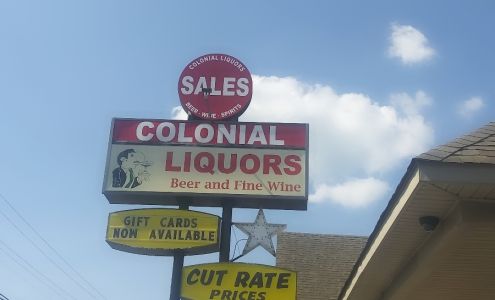 COLONIAL LIQUORS
SALES
BEER - WINE - SPIRITS
COLONIAL
LIQUORS
Beer and Fine Wine
GIFT CARDS
NOW AVAILABLE
CUT RATE
PRICES